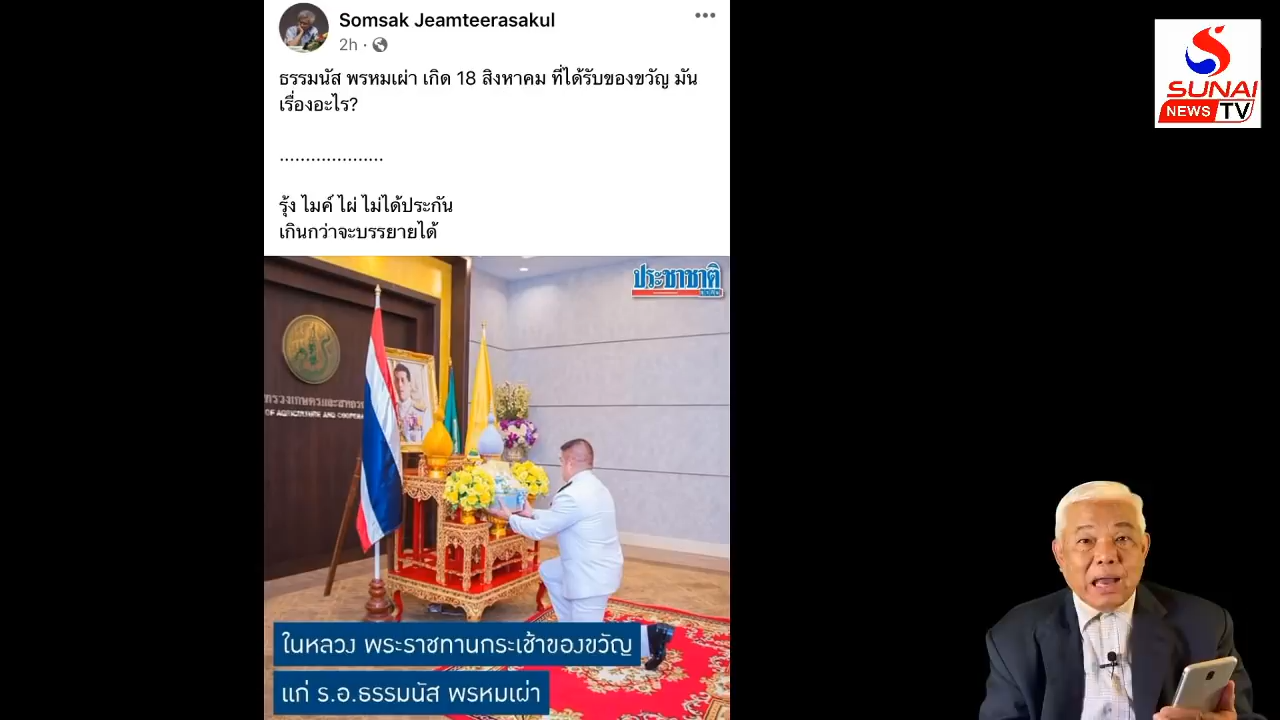 Somsak Jeamteerasakul
2h
ธรรมนัส พรหมเผ่า เกิด 18 สิงหาคม ที่ได้รับของขวัญ มัน
เรื่องอะไร?
....................
รุ้ง ไมค์ ไผ่ ไม่ได้ประกัน
เกินกว่าจะบรรยายได้
ประชาชาติ
OF AGRICULTURE AND COOPERA
ในหลวง พระราชทานกระเช้าของขวัญ
แก่ ร.อ.ธรรมนัส พรหมเผ่า
SUNAI
NEWS TV